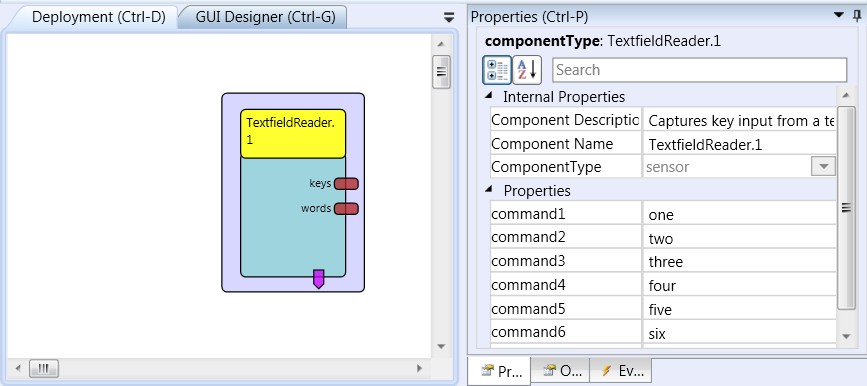 Deployment (Ctrl-D)
GUI Designer (Ctrl-G)
TextfieldReader.
1
keys
words
Properties (Ctrl-P)
componentType: TextfieldReader.1
A
Z
Search
Internal Properties
Component Descriptio Captures key input from a te
Component Name TextfieldReader.1
ComponentType sensor
Properties
command1 one
command2 two
command3 three
command4 four
command5 five
command6 six
Pr... O... Ev...